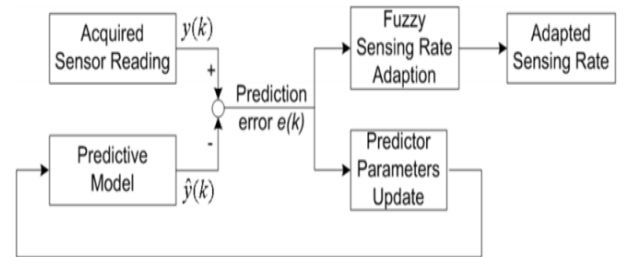 Acquired
Sensor Reading
y(k)
+
Prediction
error e(k)
-
Predictive
Model
ŷ(k)
Fuzzy
Sensing Rate
Adaption
Adapted
Sensing Rate
Predictor
Parameters
Update